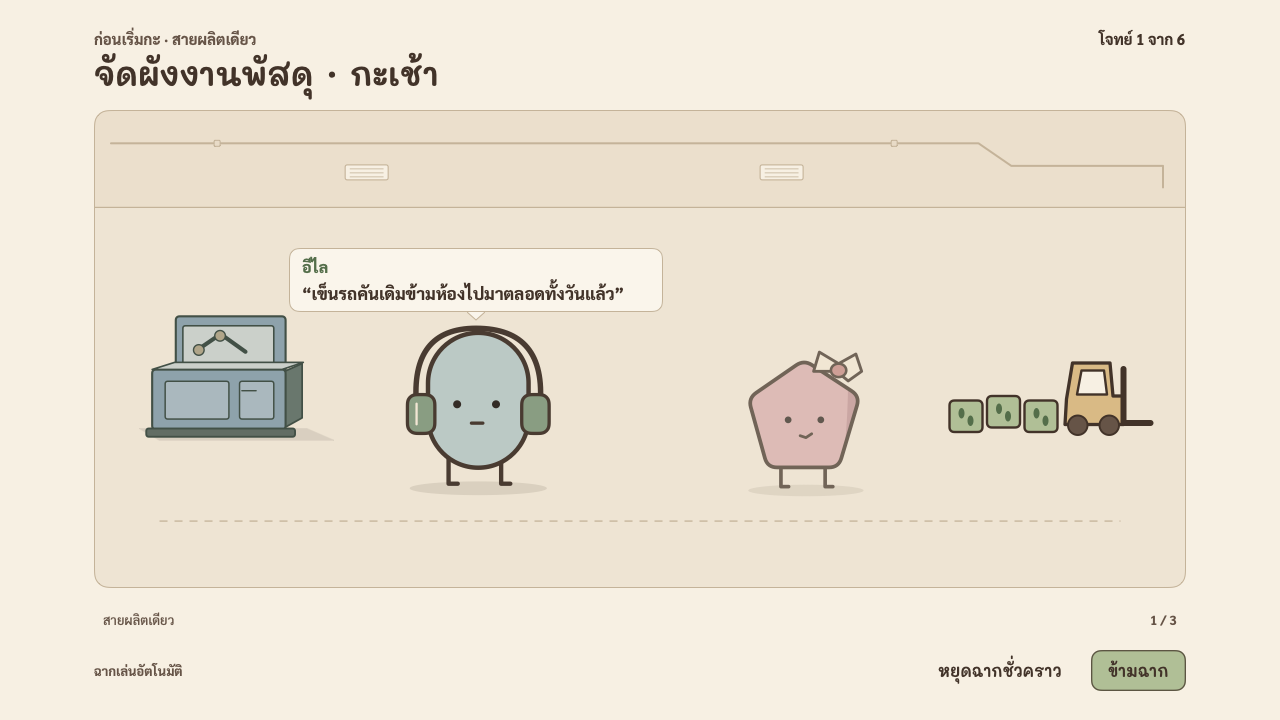 ก่อนเริ่มกะ · สายผลิตเดียว
โจทย์ 1 จาก 6
จัดผังงานพัสดุ · กะเช้า
อีไล
“เข็นรถคันเดิมข้ามห้องไปมาตลอดทั้งวันแล้ว”
สายผลิตเดียว
1 / 3
ฉากเล่นอัตโนมัติ
หยุดฉากชั่วคราว
ข้ามฉาก